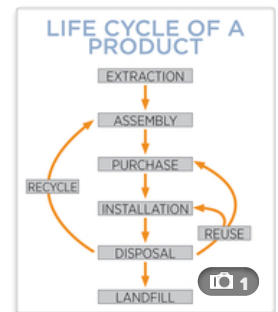 LIFE CYCLE OF A
PRODUCT
EXTRACTION
ASSEMBLY
PURCHASE
RECYCLE
INSTALLATION
REUSE
DISPOSAL
1
LANDFILL